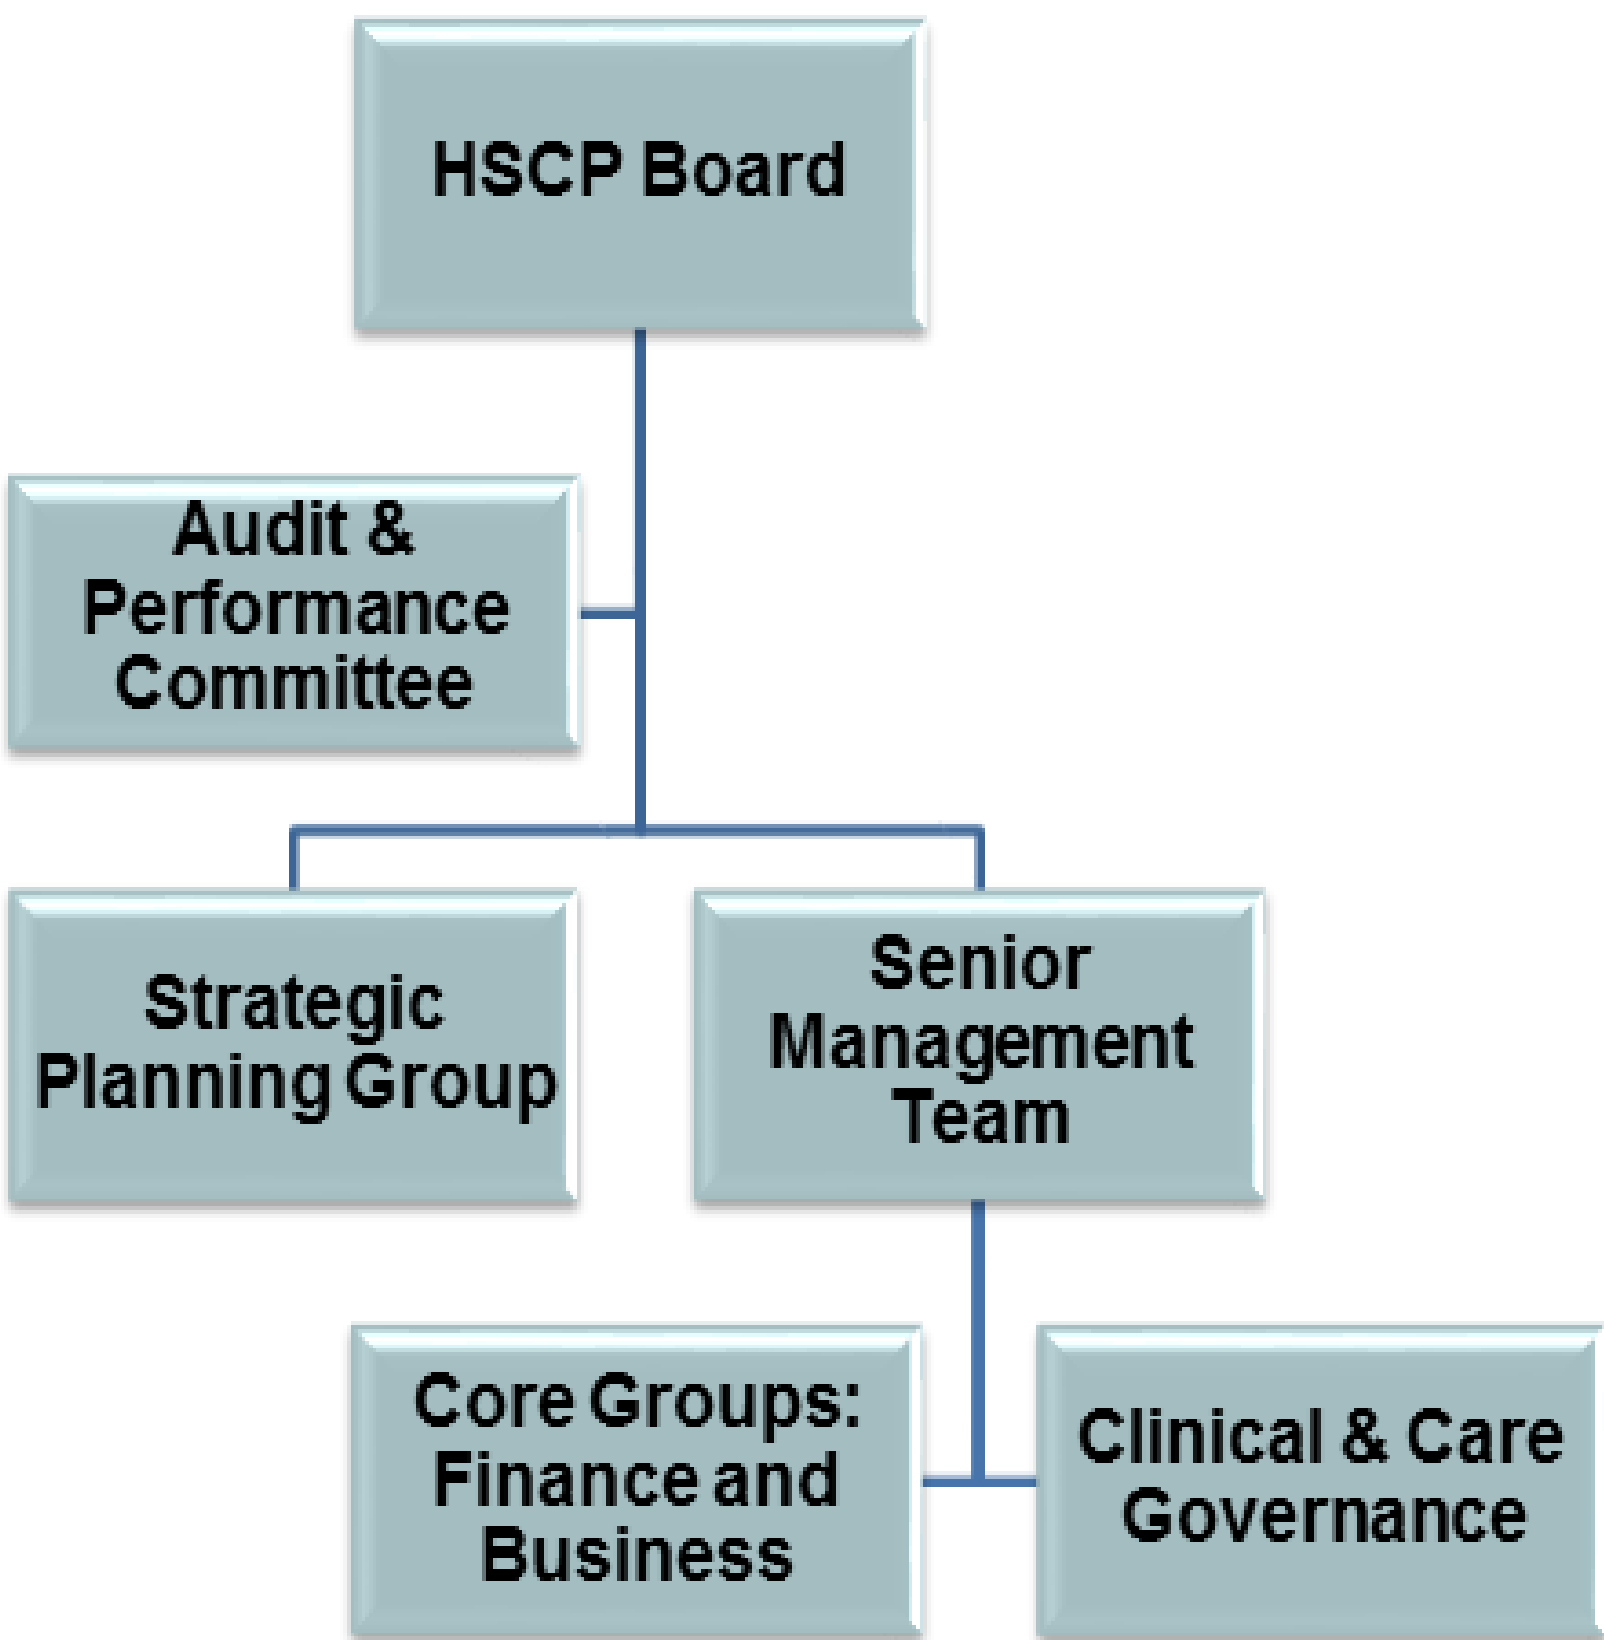 HSCP Board
Audit &
Performance
Committee
Strategic
Planning Group
Senior
Management
Team
Core Groups:
Finance and
Business
Clinical & Care
Governance